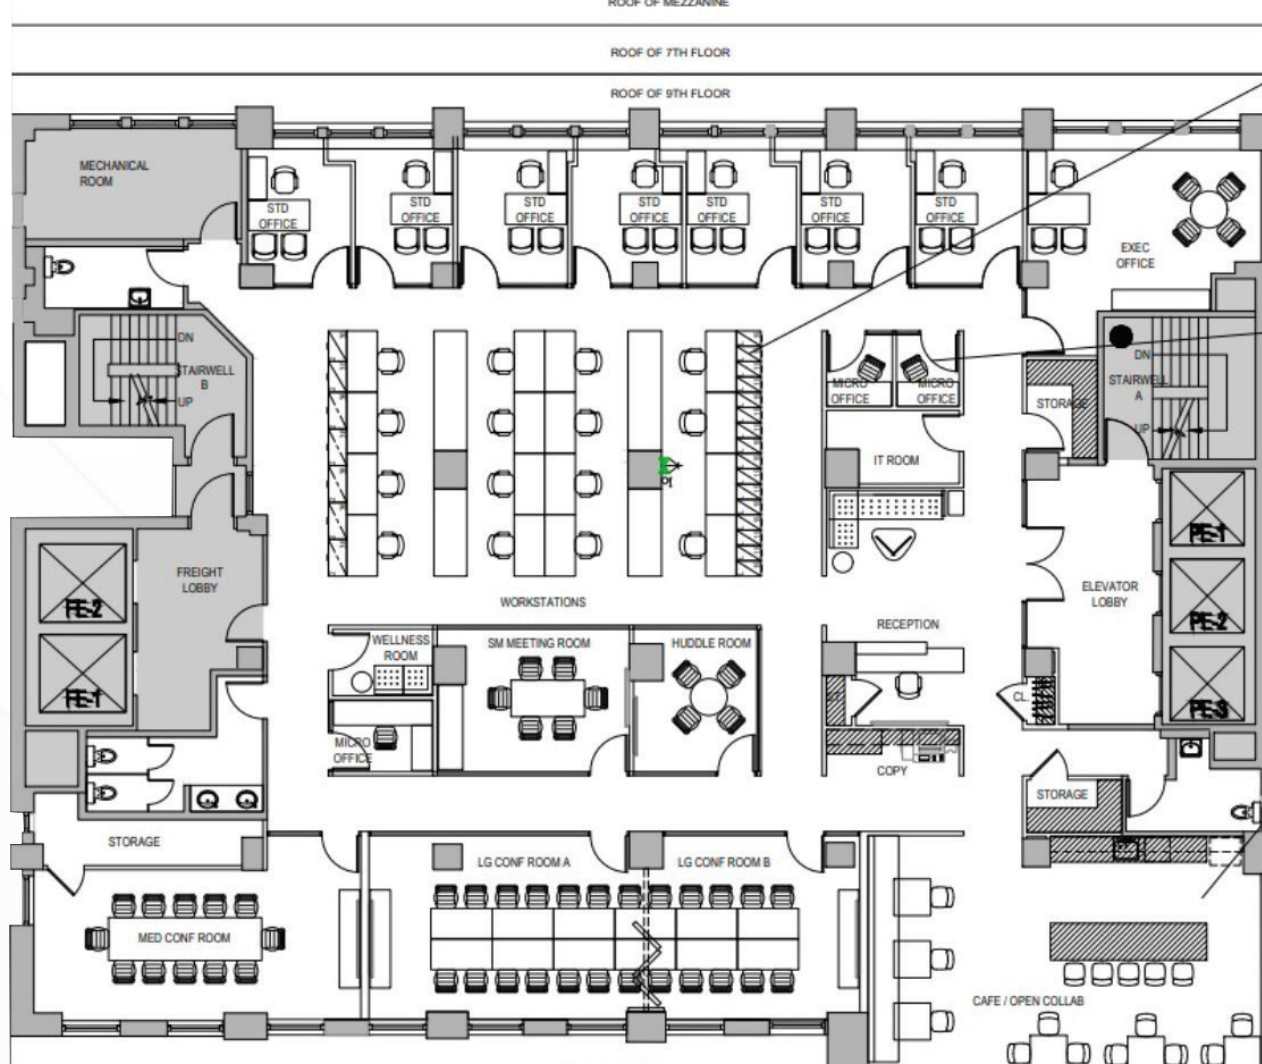 ROOF OF MEZZANINE
ROOF OF 7TH FLOOR
ROOF OF 9TH FLOOR
MECHANICAL
ROOM
STD
OFFICE
STD
OFFICE
STD
OFFICE
STD
OFFICE
STD
OFFICE
STD
OFFICE
STD
OFFICE
EXEC
OFFICE
DN
STAIRWELL
B
UP
MICRO
OFFICE
MICRO
OFFICE
STORAGE
DN
STAIRWELL
A
UP
IT ROOM
PE-1
FREIGHT
LOBBY
FE-2
WORKSTATIONS
ELEVATOR
LOBBY
PE-2
RECEPTION
WELLNESS
ROOM
SM MEETING ROOM
HUDDLE ROOM
FE-1
CL.
PE-3
MICRO
OFFICE
COPY
STORAGE
STORAGE
LG CONF ROOM A
LG CONF ROOM B
MED CONF ROOM
CAFE / OPEN COLLAB